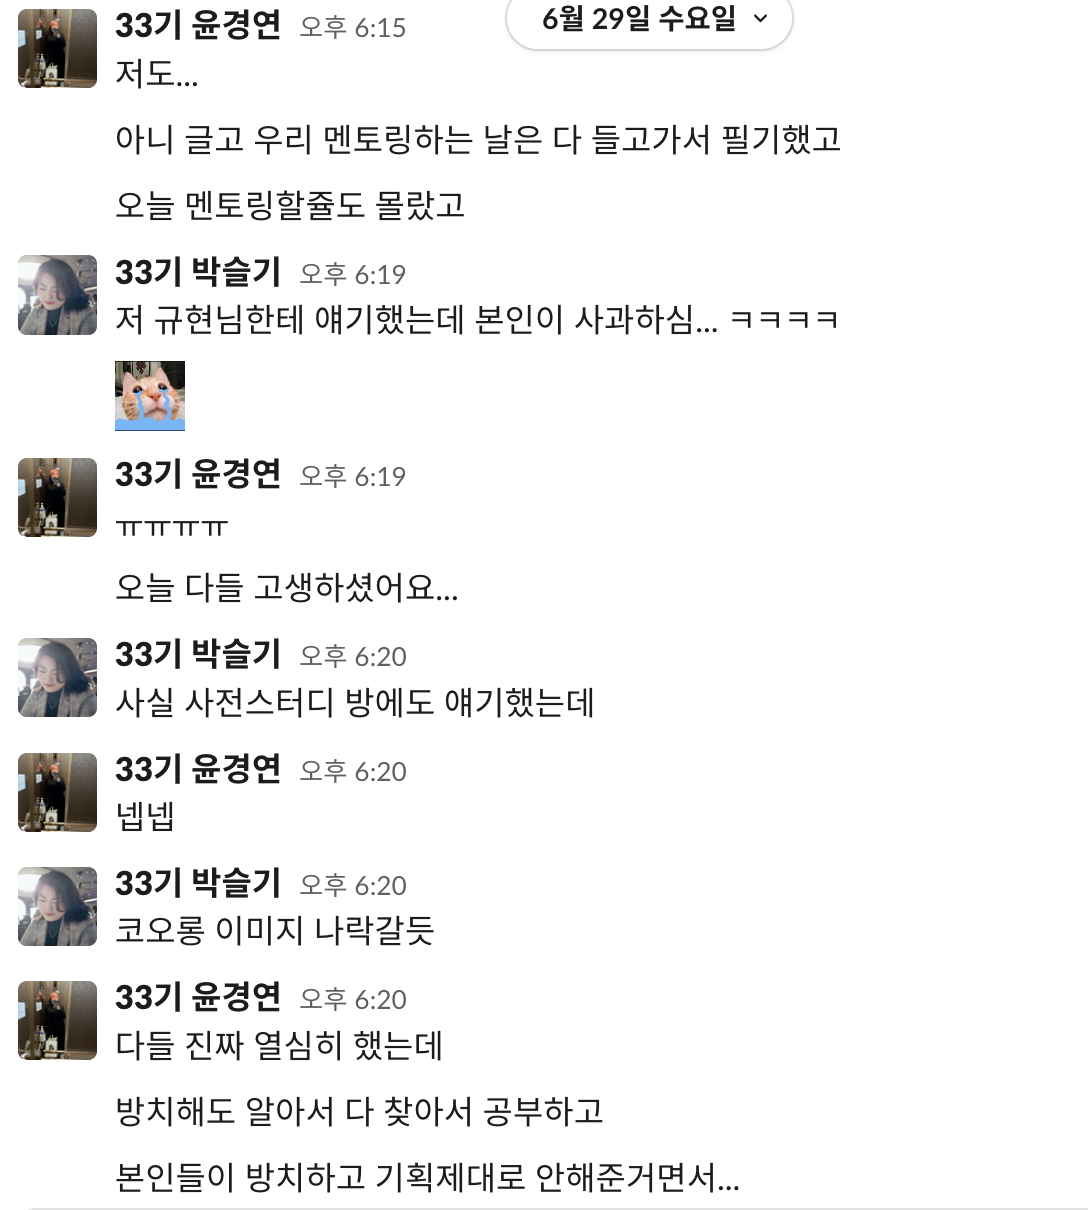 33기 윤경연 오후 6:15
6월 29일 수요일
저도...
아니 글고 우리 멘토링하는 날은 다 들고가서 필기했고
오늘 멘토링할쥴도 몰랐고
33기 박슬기 오후 6:19
저 규현님한테 얘기했는데 본인이 사과하심... ㅋㅋㅋㅋ
33기 윤경연 오후 6:19
ㅠㅠㅠㅠ
오늘 다들 고생하셨어요...
33기 박슬기 오후 6:20
사실 사전스터디 방에도 얘기했는데
33기 윤경연 오후 6:20
넵넵
33기 박슬기 오후 6:20
코오롱 이미지 나락갈듯
33기 윤경연 오후 6:20
다들 진짜 열심히 했는데
방치해도 알아서 다 찾아서 공부하고
본인들이 방치하고 기획제대로 안해준거면서...